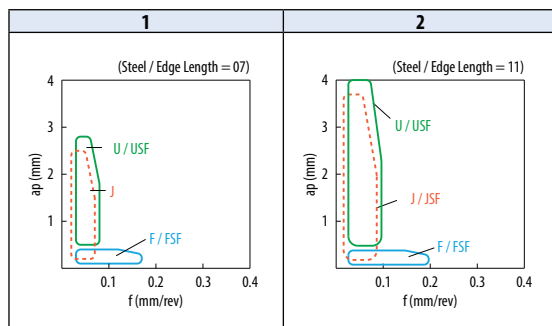 1
2
(Steel / Edge Length = 07)
4
3
2
1
ap (mm)
U / USF
J
F / FSF
0.1
0.2
0.3
0.4
f (mm/rev)
(Steel / Edge Length = 11)
4
3
2
1
ap (mm)
U / USF
J / JSF
F / FSF
0.1
0.2
0.3
0.4
f (mm/rev)